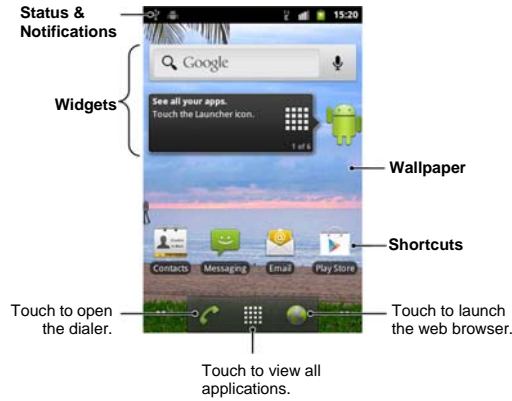 Status &
Notifications
15:20
Google
Widgets
See all your apps.
Touch the Launcher icon.
1 of 6
Wallpaper
Shortcuts
Contacts
Messaging
Email
Play Store
Touch to open
the dialer.
Touch to launch
the web browser.
Touch to view all
applications.